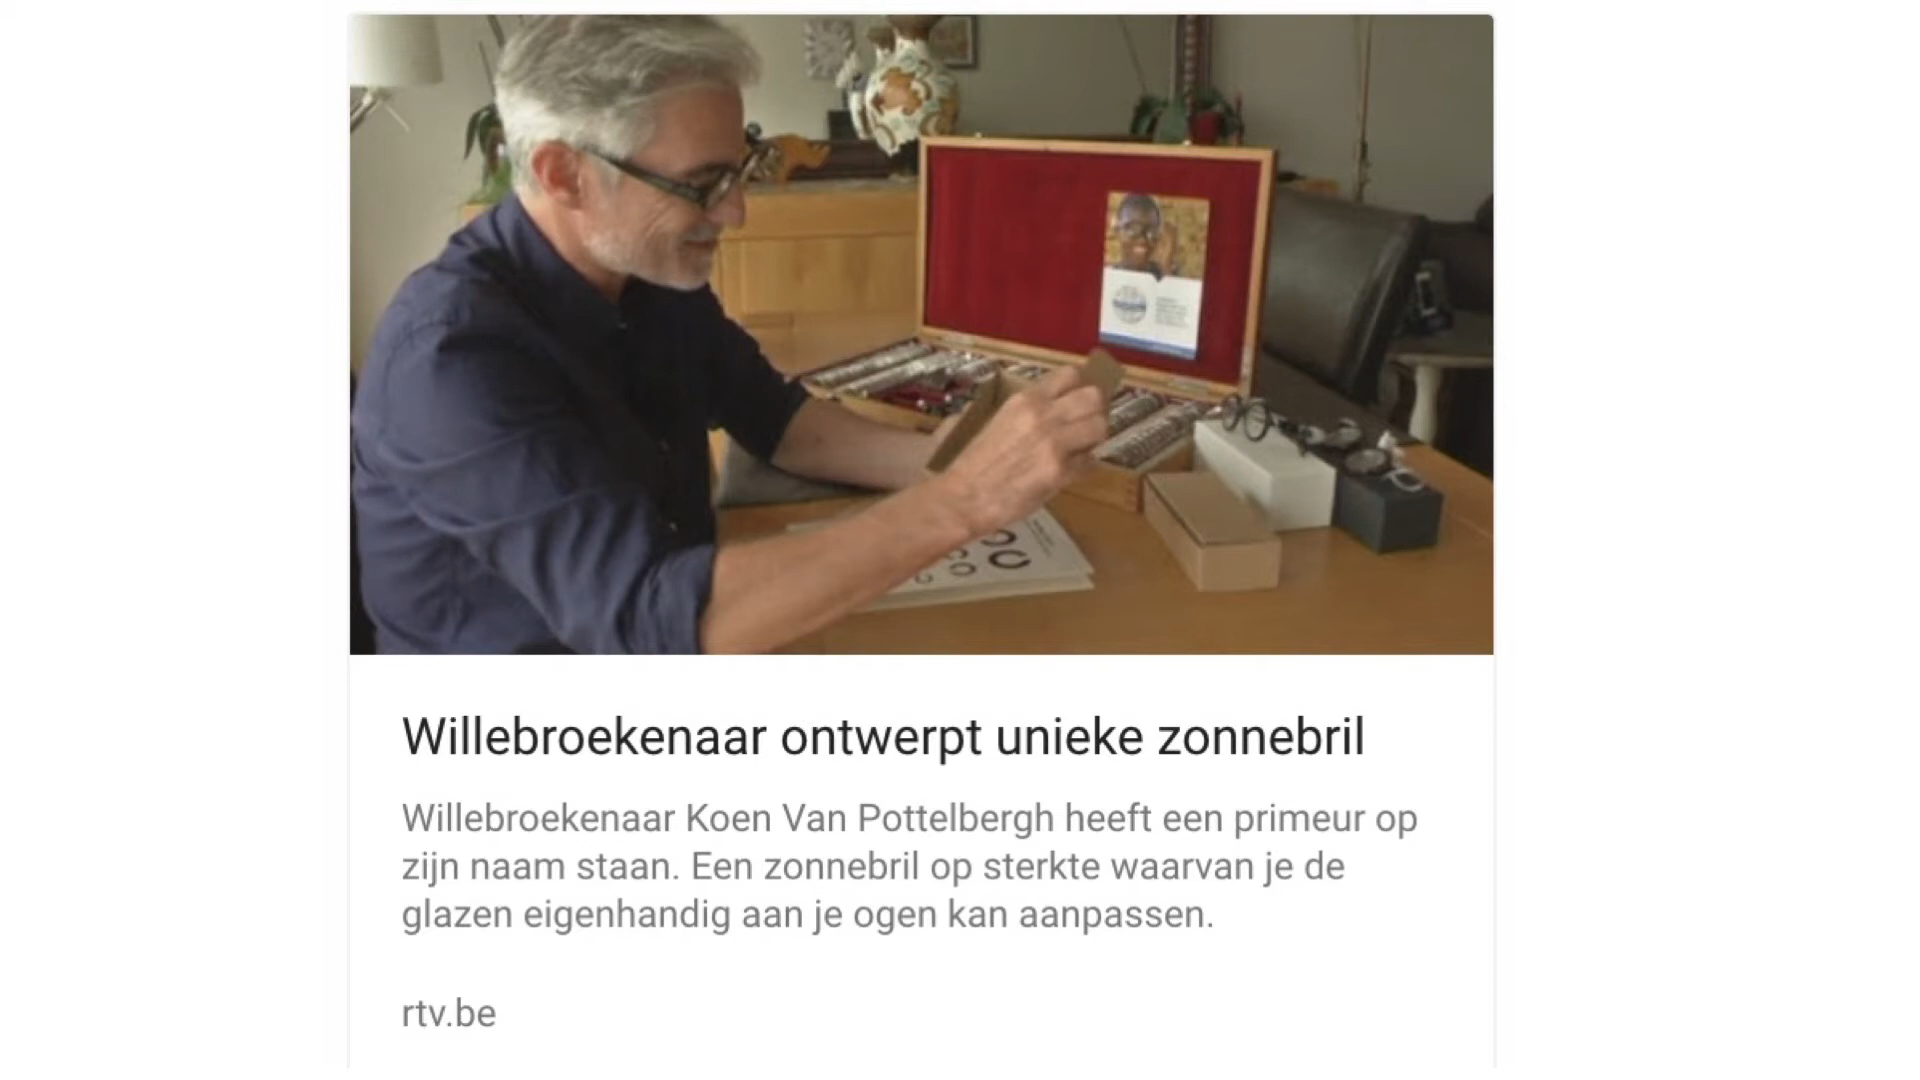 Willebroekenaar ontwerpt unieke zonnebril
Willebroekenaar Koen Van Pottelbergh heeft een primeur op
zijn naam staan. Een zonnebril op sterkte waarvan je de
glazen eigenhandig aan je ogen kan aanpassen.
rtv.be